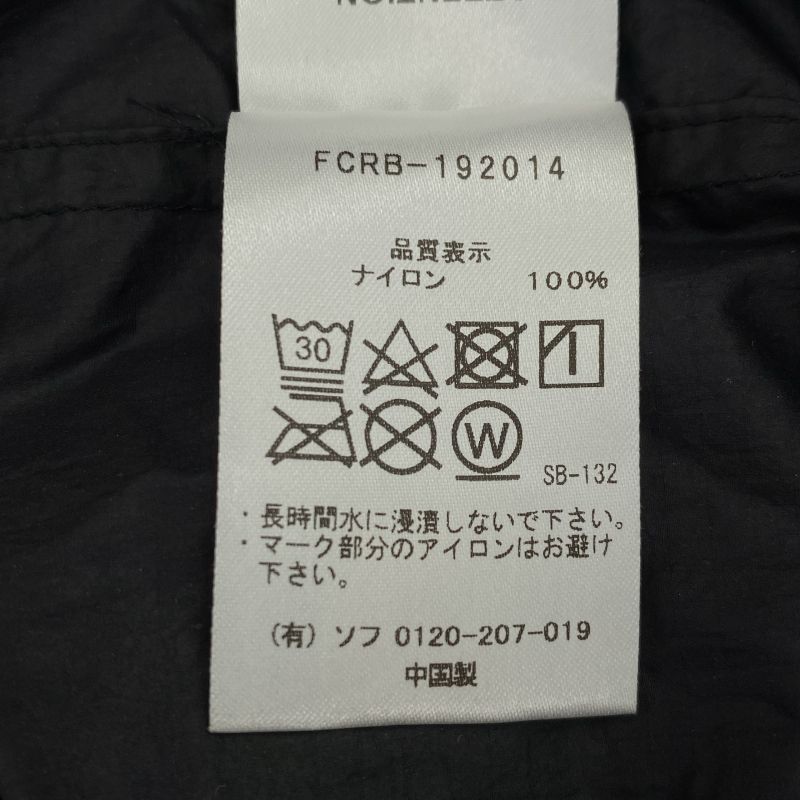 FCRB-192014
品質表示
ナイロン 100%
30
W
SB-132
・長時間水に浸漬しないで下さい。
・マーク部分のアイロンはお避け
下さい。
(有) ソフ 0120-207-019
中国製